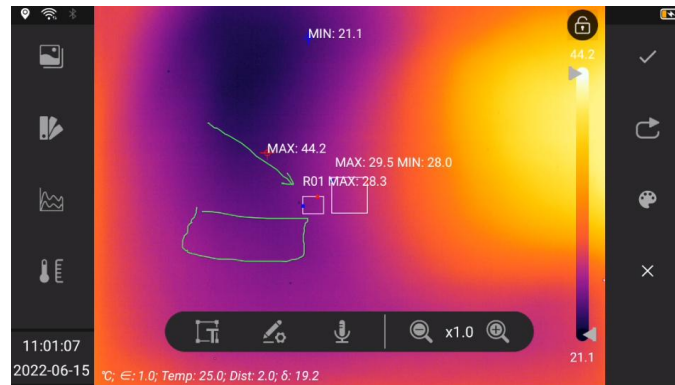 MIN: 21.1
44.2
MAX: 44.2
MAX: 29.5 MIN: 28.0
R01 MAX: 28.3
x1.0
11:01:07
2022-06-15
21.1
℃; ∈: 1.0; Temp: 25.0; Dist: 2.0; δ: 19.2